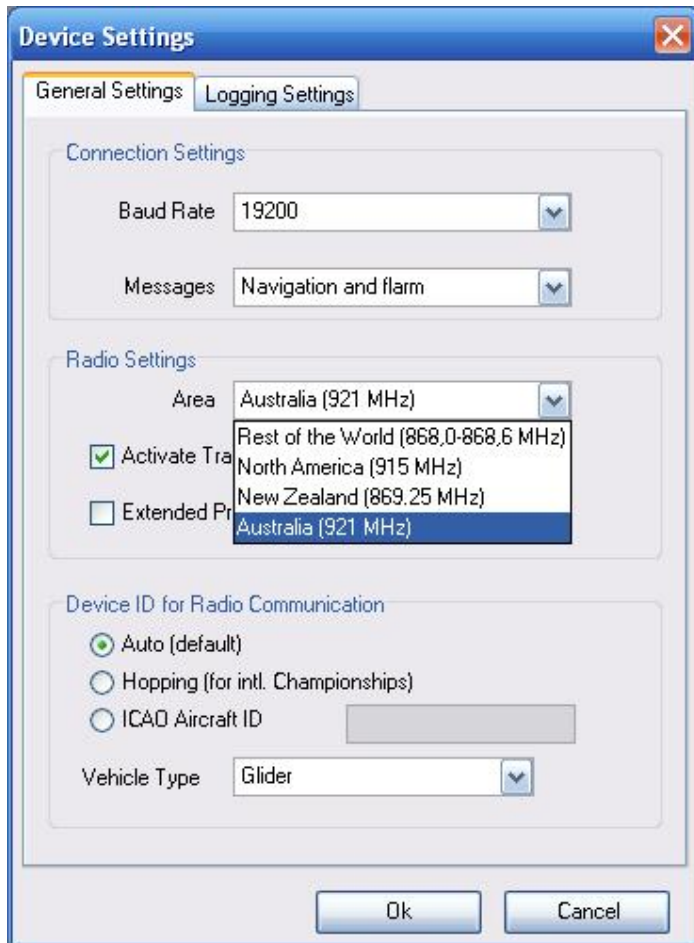 Device Settings
General Settings Logging Settings
Connection Settings
Baud Rate 19200
Messages Navigation and flarm
Radio Settings
Area Australia (921 MHz)
Rest of the World (868,0-868,6 MHz)
Activate
North America (915 MHz)
New Zealand (869.25 MHz)
Extended
Australia (921 MHz)
Device ID for Radio Communication
Auto (default)
Hopping (for intl. Championships)
ICAO Aircraft ID
Vehicle Type Glider
Ok Cancel